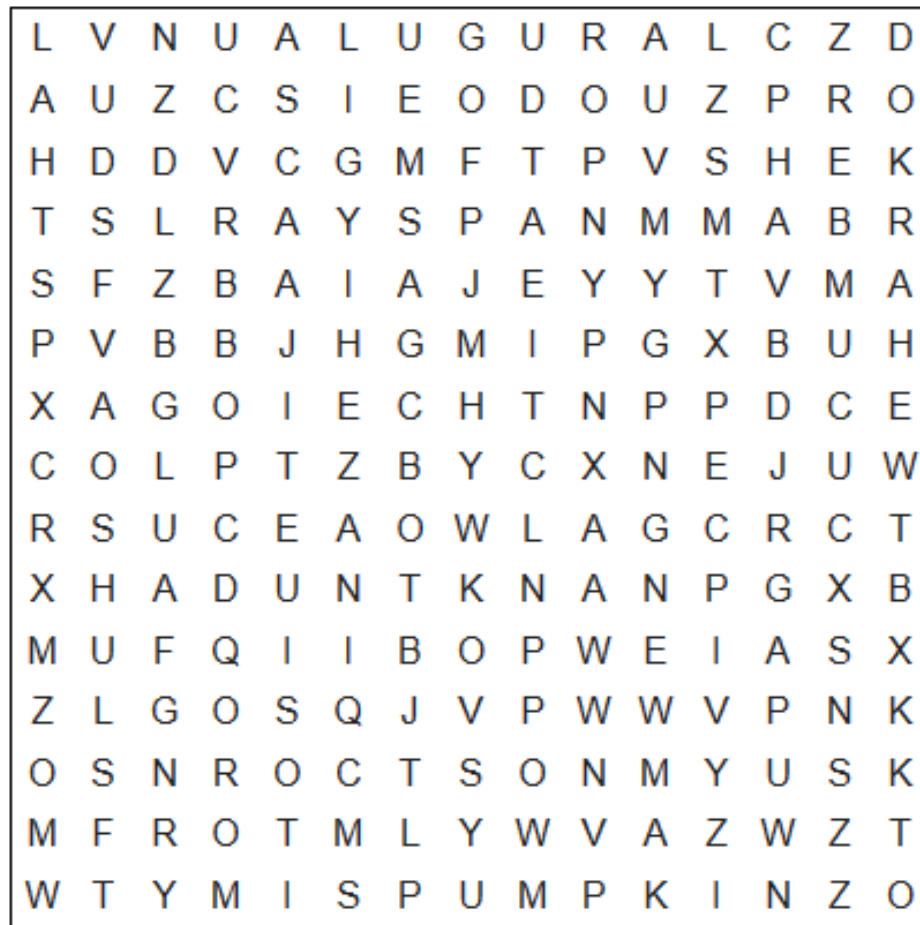 L V N U A L U G U R A L C Z D
A U Z C S I E O D O U Z P R O
H D D V C G M F T P V S H E K
T S L R A Y S P A N M M A B R
S F Z B A I A J E Y Y T V M A
P V B B J H G M I P G X B U H
X A G O I E C H T N P P D C E
C O L P T Z B Y C X N E J U W
R S U C E A O W L A G C R C T
X H A D U N T K N A N P G X B
M U F Q I I B O P W E I A S X
Z L G O S Q J V P W W V P N K
O S N R O C T S O N M Y U S K
M F R O T M L Y W V A Z W Z T
W T Y M I S P U M P K I N Z O